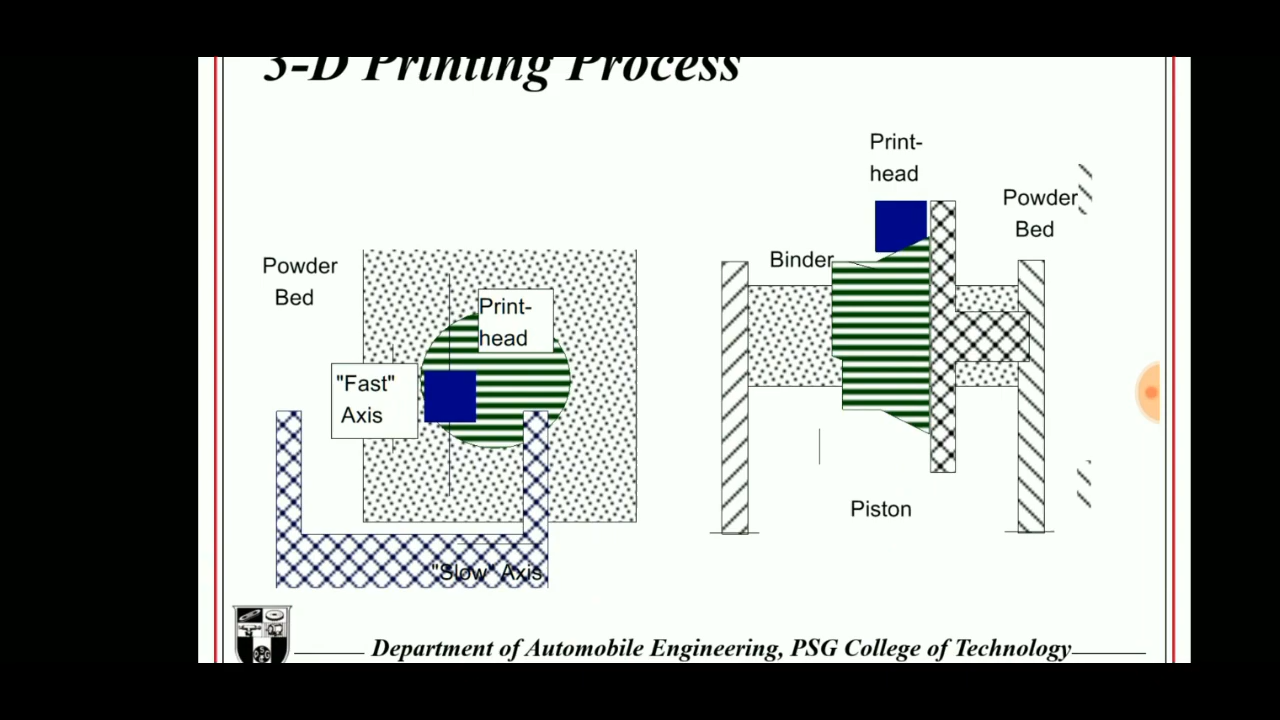 3-D Printing Process
Print-
head
Powder
Bed
Binder
Powder
Bed
Print-
head
"Fast"
Axis
Piston
"Slow" Axis
Department of Automobile Engineering, PSG College of Technology